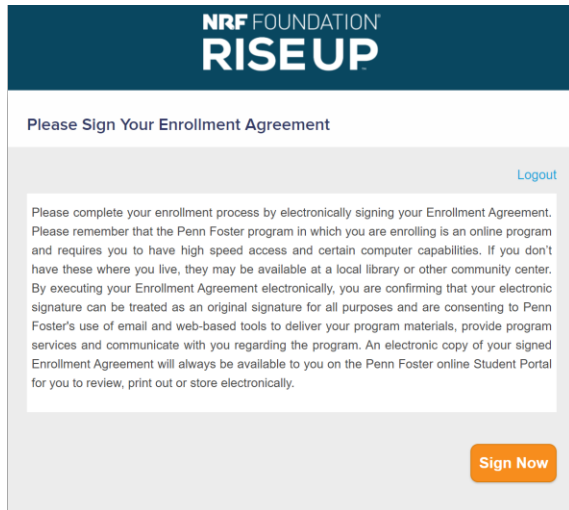 NRF FOUNDATION
RISE UP
Please Sign Your Enrollment Agreement
Logout
Please complete your enrollment process by electronically signing your Enrollment Agreement.
Please remember that the Penn Foster program in which you are enrolling is an online program
and requires you to have high speed access and certain computer capabilities. If you don't
have these where you live, they may be available at a local library or other community center.
By executing your Enrollment Agreement electronically, you are confirming that your electronic
signature can be treated as an original signature for all purposes and are consenting to Penn
Foster's use of email and web-based tools to deliver your program materials, provide program
services and communicate with you regarding the program. An electronic copy of your signed
Enrollment Agreement will always be available to you on the Penn Foster online Student Portal
for you to review, print out or store electronically.
Sign Now